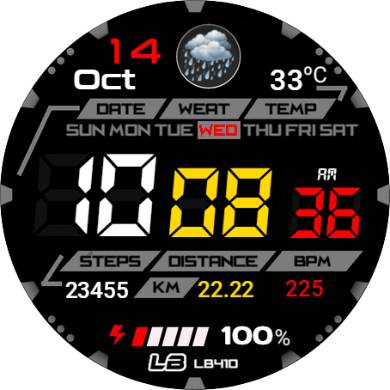 14
Oct
33°C
DATE WEAT TEMP
SUN MON TUE WED THU FRI SAT
AM
10 08 36
STEPS DISTANCE BPM
23455 KM 22.22 225
100%
LB LB410